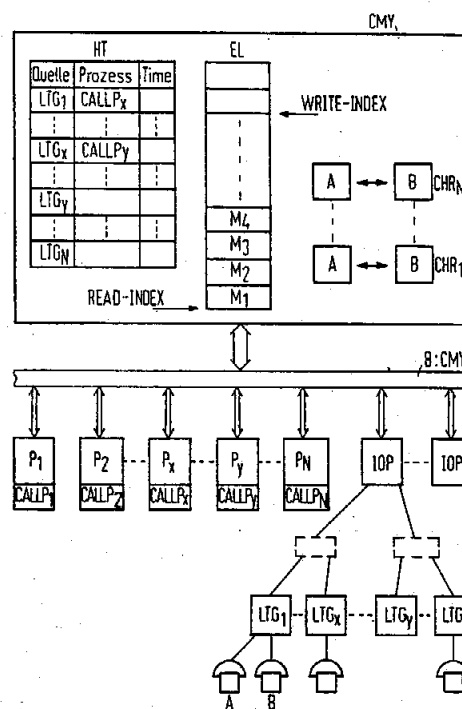 CMY
HT
EL
Quelle Prozess Time
LTG1 CALLPx
LTGx CALLPy
LTGy
LTGN
WRITE-INDEX
A B CHRN
A B CHR1
M4
M3
M2
M1
READ-INDEX
B:CMY
P1 P2 Px Py PN IOP IOP
CALLP1 CALLP2 CALLPx CALLPy CALLPN
LTG1 LTGx LTGy LTG
A B